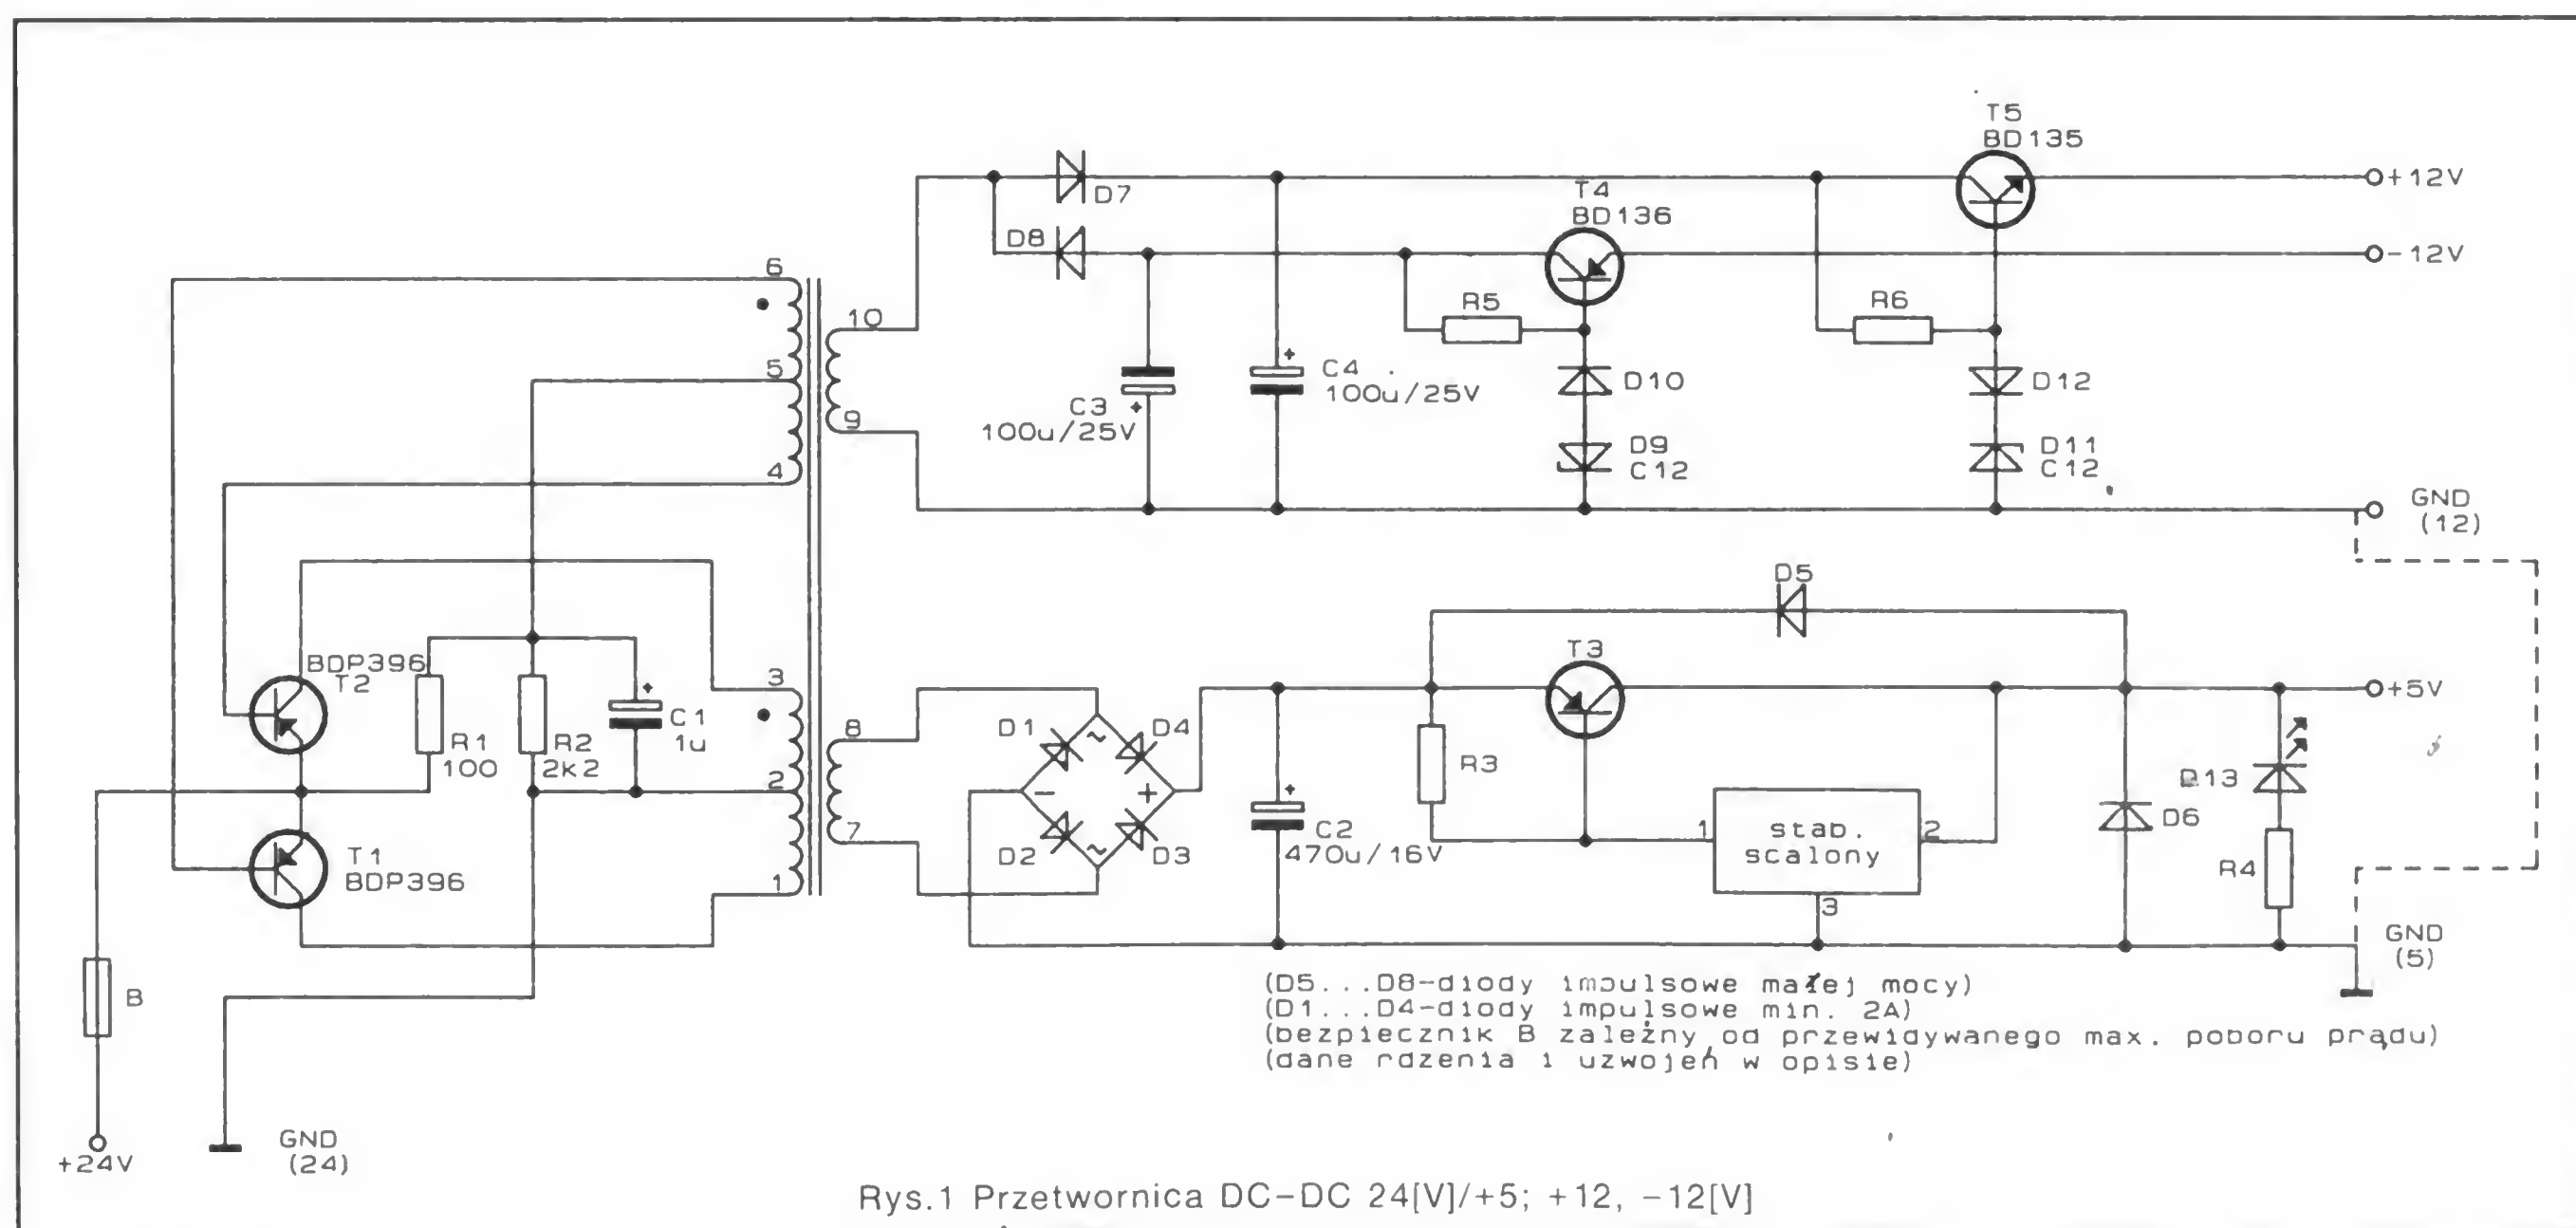 T5
BD135
+12V
D7
T4
BD136
D8
-12V
6
10
R5
R6
5
C4
100u/25V
D10
D12
9
C3
100u/25V
D9
C12
D11
C12
4
GND
(12)
D5
BDP396
T2
3
T3
+5V
R1
100
R2
2k2
C1
1u
8
D1
~
D4
R3
D13
2
-
+
C2
470u/16V
1
stab.
scalony
2
D6
7
D2
~
D3
T1
BDP396
1
3
R4
GND
(5)
B
(D5...D8-diody impulsowe małej mocy)
(D1...D4-diody impulsowe min. 2A)
(bezpiecznik B zależny od przewidywanego max. poboru prądu)
(dane rdzenia i uzwojeń w opisie)
+24V
GND
(24)
Rys.1 Przetwornica DC-DC 24[V]/+5; +12, -12[V]